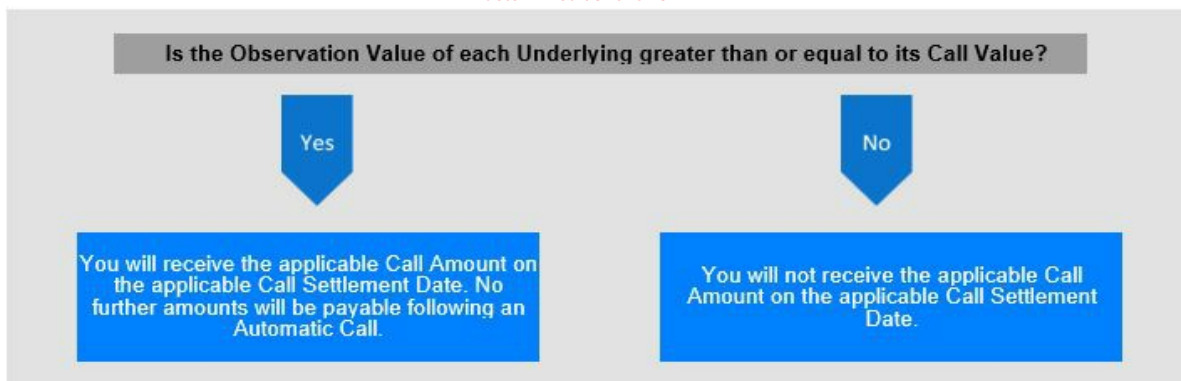 Is the Observation Value of each Underlying greater than or equal to its Call Value?
Yes
No
You will receive the applicable Call Amount on
the applicable Call Settlement Date. No
further amounts will be payable following an
Automatic Call.
You will not receive the applicable Call
Amount on the applicable Call Settlement
Date.